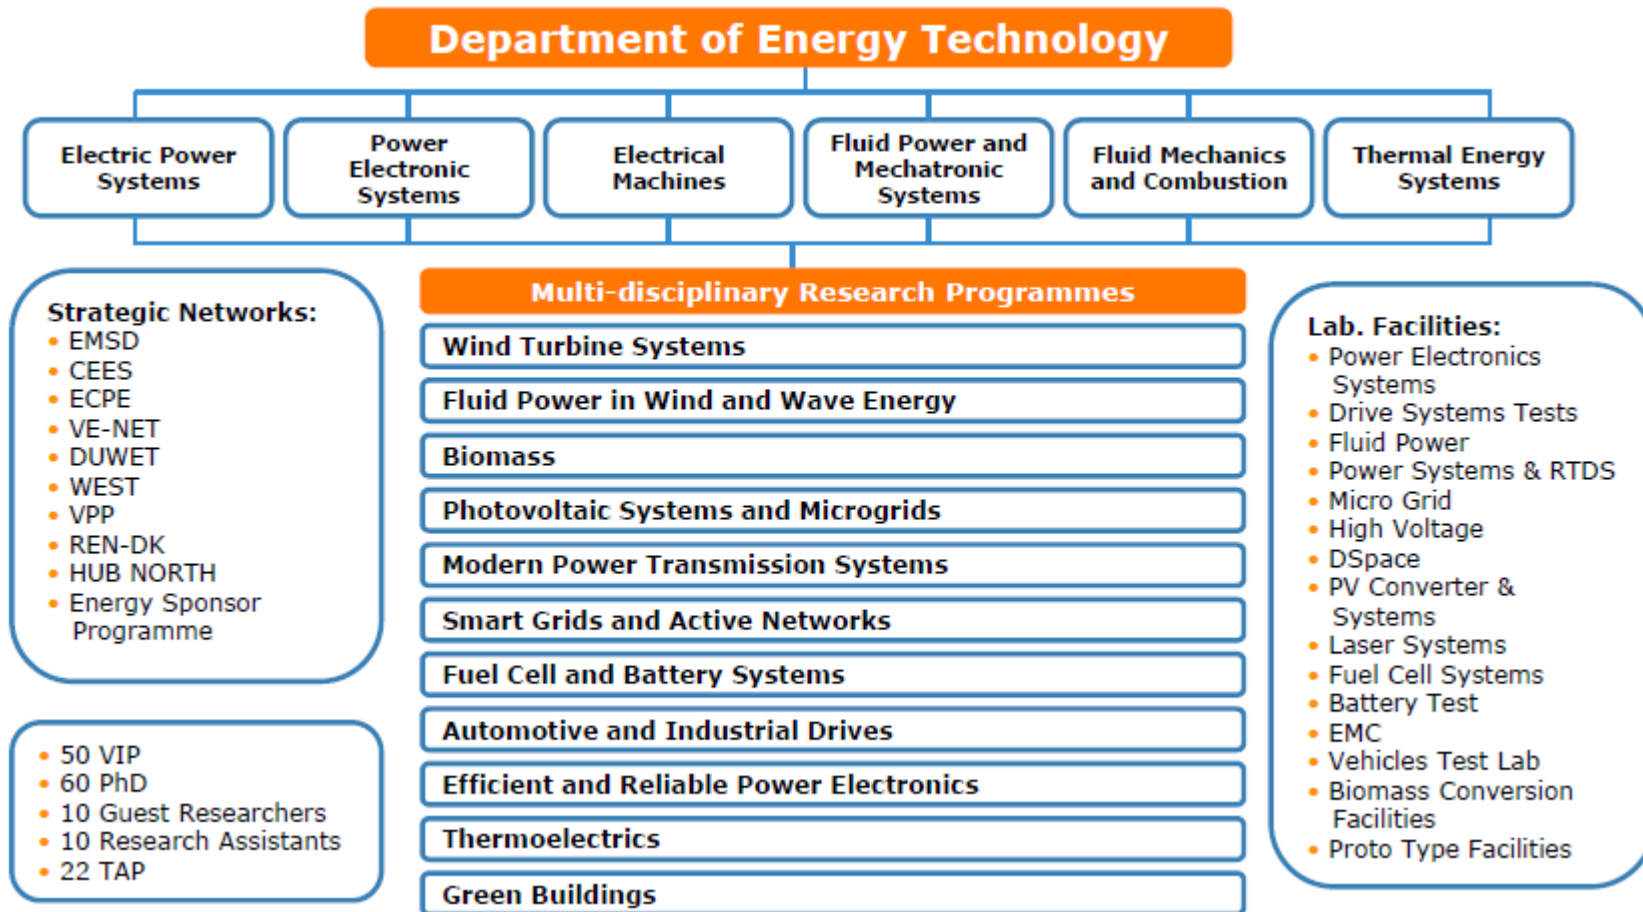 Department of Energy Technology
Electric Power
Systems
Power
Electronic
Systems
Electrical
Machines
Fluid Power and
Mechatronic
Systems
Fluid Mechanics
and Combustion
Thermal Energy
Systems
Strategic Networks:
• EMSD
• CEES
• ECPE
• VE-NET
• DUWET
• WEST
• VPP
• REN-DK
• HUB NORTH
• Energy Sponsor
Programme
• 50 VIP
• 60 PhD
• 10 Guest Researchers
• 10 Research Assistants
• 22 TAP
Multi-disciplinary Research Programmes
Wind Turbine Systems
Fluid Power in Wind and Wave Energy
Biomass
Photovoltaic Systems and Microgrids
Modern Power Transmission Systems
Smart Grids and Active Networks
Fuel Cell and Battery Systems
Automotive and Industrial Drives
Efficient and Reliable Power Electronics
Thermoelectrics
Green Buildings
Lab. Facilities:
• Power Electronics
Systems
• Drive Systems Tests
• Fluid Power
• Power Systems & RTDS
• Micro Grid
• High Voltage
• DSpace
• PV Converter &
Systems
• Laser Systems
• Fuel Cell Systems
• Battery Test
• EMC
• Vehicles Test Lab
• Biomass Conversion
Facilities
• Proto Type Facilities